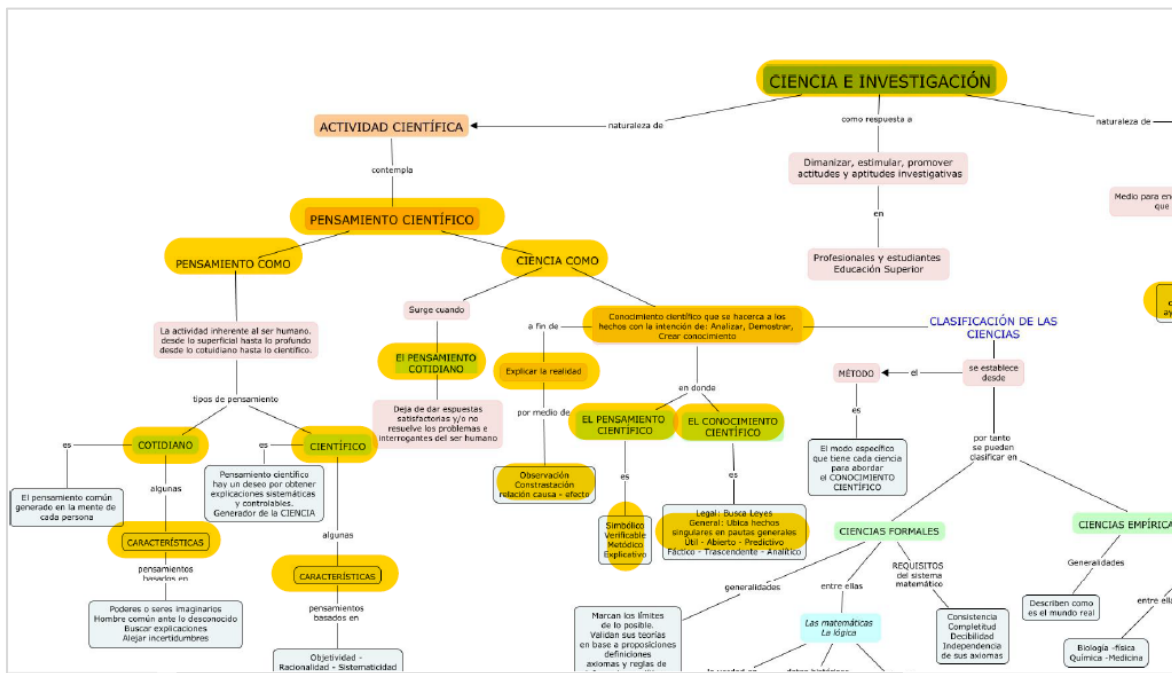 CIENCIA E INVESTIGACIÓN
naturaleza de
como respuesta a
naturaleza de
ACTIVIDAD CIENTÍFICA
contempla
Dimanizar, estimular, promover
actitudes y aptitudes investigativas
en
Profesionales y estudiantes
Educación Superior
Medio para en
que
PENSAMIENTO CIENTÍFICO
PENSAMIENTO COMO
CIENCIA COMO
La actividad inherente al ser humano.
desde lo superficial hasta lo profundo
desde lo cotuidiano hasta lo científico.
tipos de pensamiento
es
COTIDIANO
El pensamiento común
generado en la mente de
cada persona
algunas
CARACTERÍSTICAS
pensamientos
basados en
Poderes o seres imaginarios
Hombre común ante lo desconocido
Buscar explicaciones
Alejar incertidumbres
es
CIENTÍFICO
Pensamiento científico
hay un deseo por obtener
explicaciones sistemáticas
y controlables.
Generador de la CIENCIA
algunas
CARACTERÍSTICAS
pensamientos
basados en
Objetividad -
Racionalidad - Sistematicidad
Surge cuando
El PENSAMIENTO
COTIDIANO
Deja de dar espuestas
satisfactorias y/o no
resuelve los problemas e
interrogantes del ser humano
Conocimiento científico que se hacerca a los
hechos con la intención de: Analizar, Demostrar,
Crear conocimiento
a fin de
Explicar la realidad
por medio de
Observación
Constrastación
relación causa - efecto
en donde
EL PENSAMIENTO
CIENTÍFICO
es
Simbólico
Verificable
Metódico
Explicativo
EL CONOCIMIENTO
CIENTÍFICO
es
Legal: Busca Leyes
General: Ubica hechos
singulares en pautas generales
Útil - Abierto - Predictivo
Fáctico - Trascendente - Analítico
CLASIFICACIÓN DE LAS
CIENCIAS
se establece
desde
el
MÉTODO
es
El modo específico
que tiene cada ciencia
para abordar
el CONOCIMIENTO
CIENTÍFICO
por tanto
se pueden
clasificar en
CIENCIAS FORMALES
generalidades
Marcan los límites
de lo posible.
Validan sus teorías
en base a proposiciones
definiciones
axiomas y reglas de
entre ellas
Las matemáticas
La lógica
REQUISITOS
del sistema
matemático
Consistencia
Completitud
Decibilidad
Independencia
de sus axiomas
CIENCIAS EMPÍRICA
Generalidades
Describen como
es el mundo real
entre ella
Biología -física
Química -Medicina